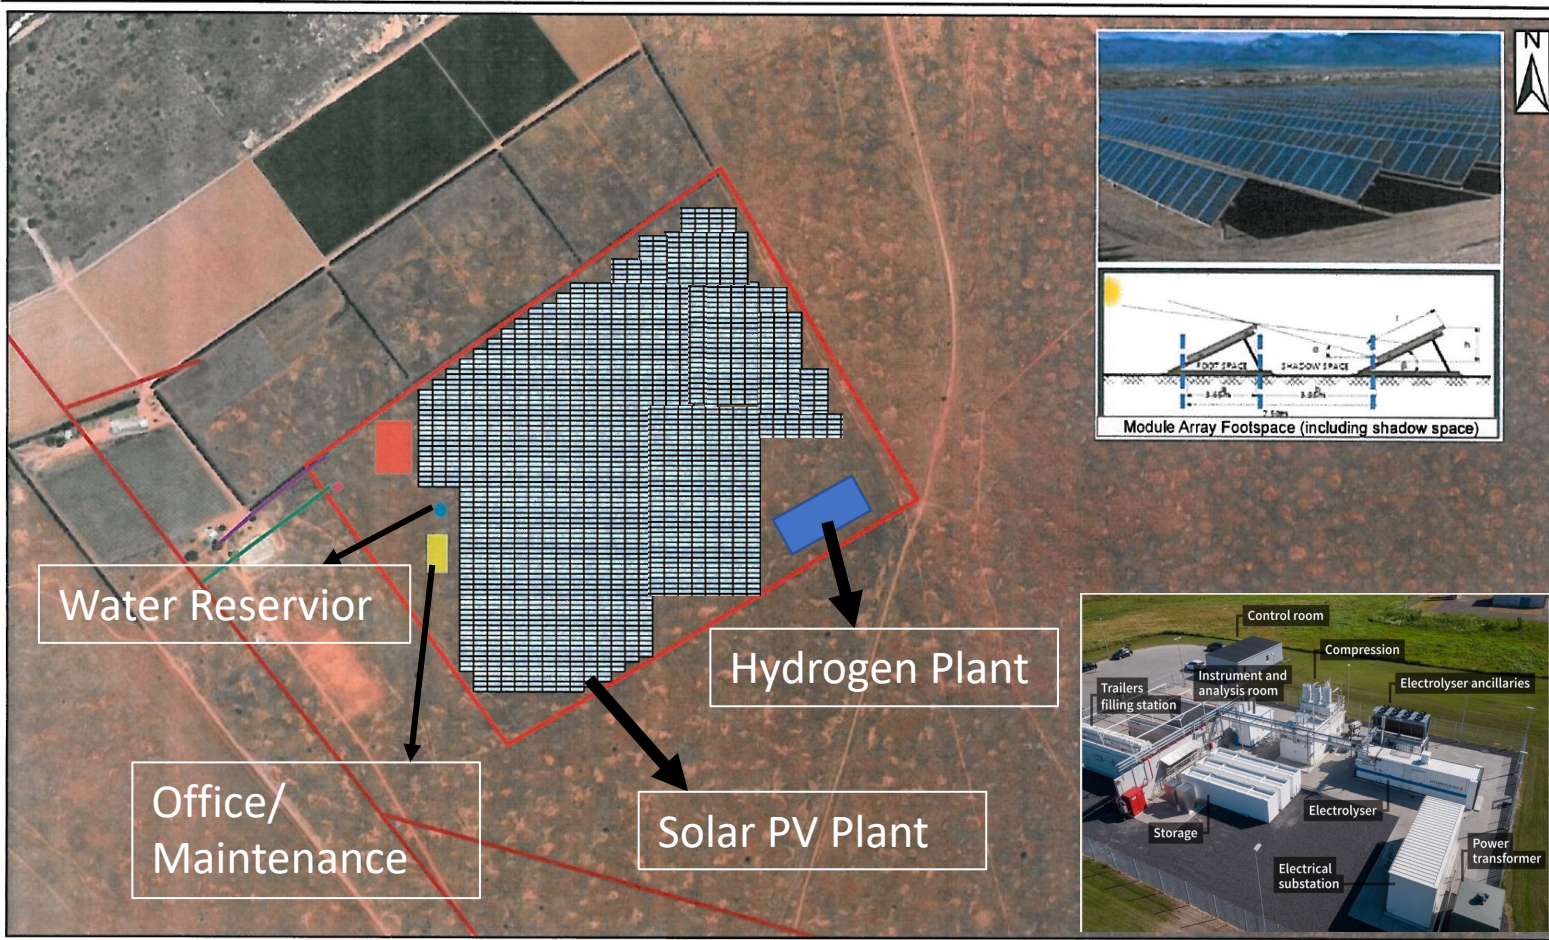 N
FOOT SPACE
SHADOW SPACE
Module Array Footspace (including shadow space)
Water Reservior
Hydrogen Plant
Office/
Maintenance
Solar PV Plant
Control room
Compression
Instrument and
analysis room
Electrolyser ancillaries
Trailers
filling station
Electrolyser
Storage
Power
transformer
Electrical
substation